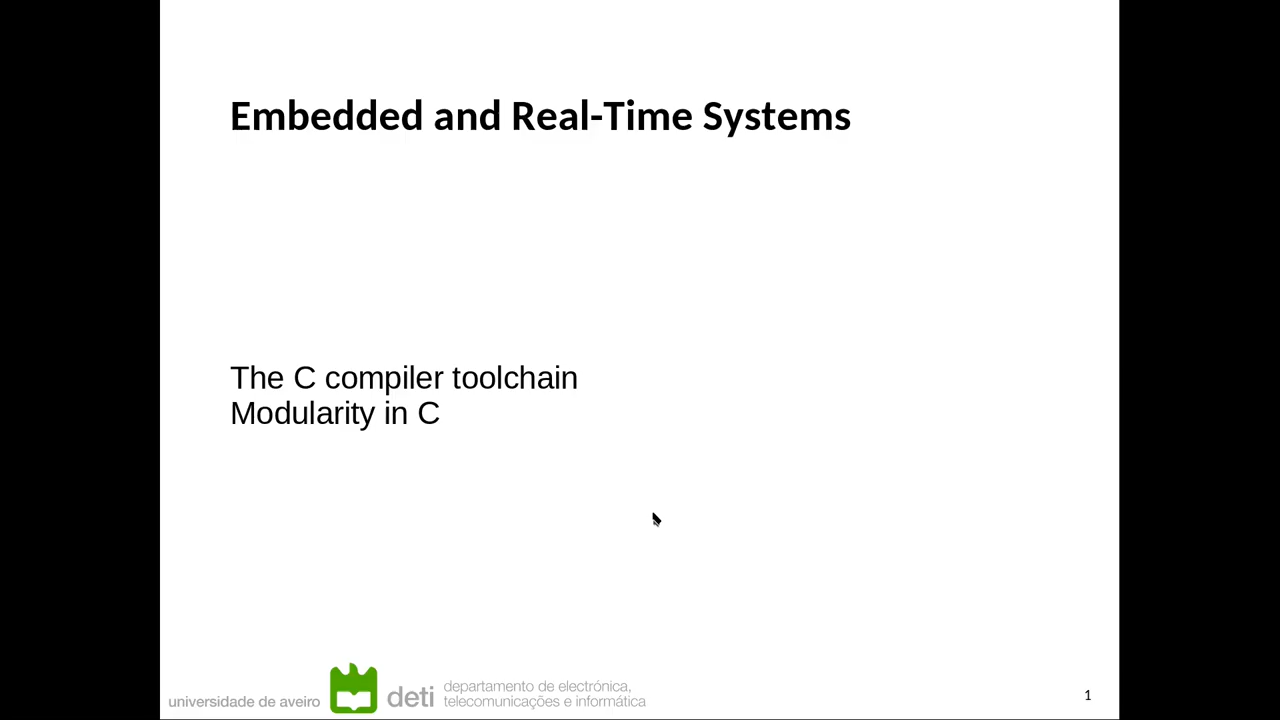 Embedded and Real-Time Systems
The C compiler toolchain
Modularity in C
universidade de aveiro
deti
departamento de electrónica,
telecomunicações e informática
1